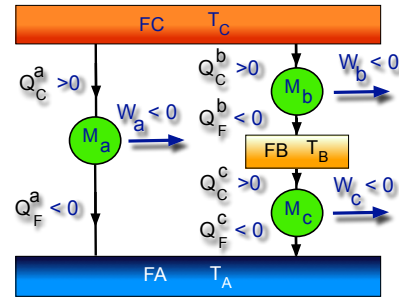 FC T_C
Q_C^a >0
W_a < 0
M_a
Q_F^a < 0
Q_C^b >0
W_b < 0
M_b
Q_F^b < 0
FB T_B
Q_C^c >0
W_c < 0
M_c
Q_F^c < 0
FA T_A